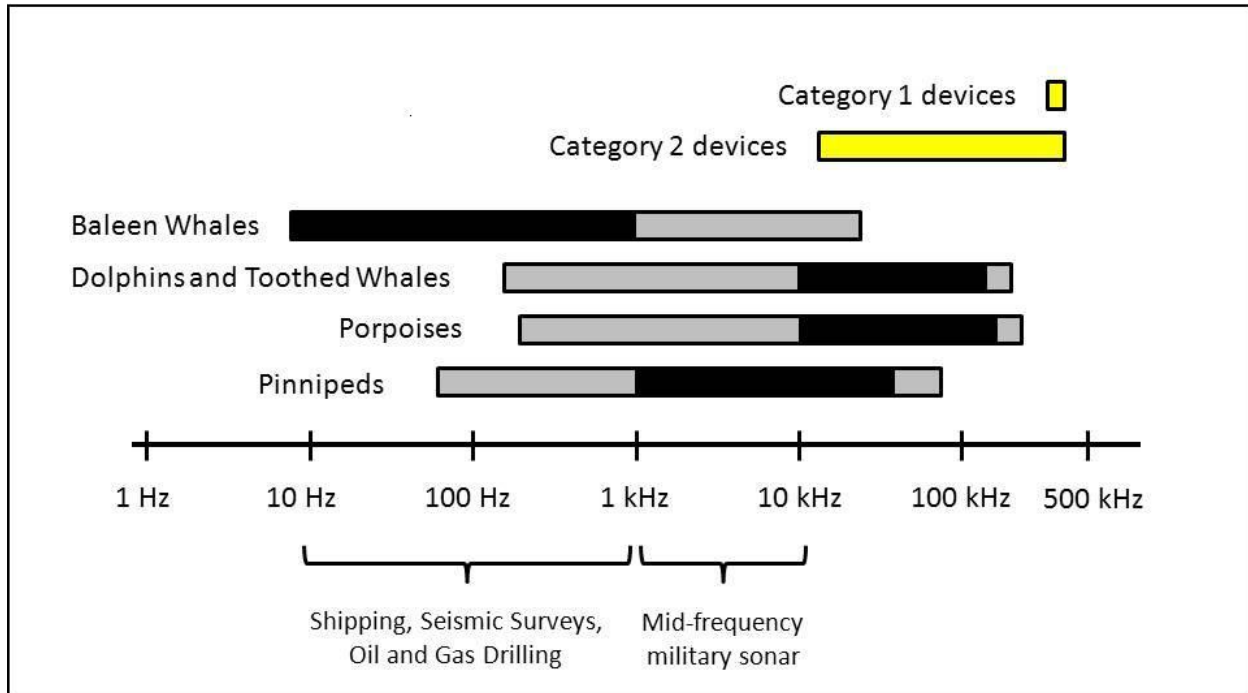 Category 1 devices
Category 2 devices
Baleen Whales
Dolphins and Toothed Whales
Porpoises
Pinnipeds
1 Hz 10 Hz 100 Hz 1 kHz 10 kHz 100 kHz 500 kHz
Shipping, Seismic Surveys,
Oil and Gas Drilling
Mid-frequency
military sonar